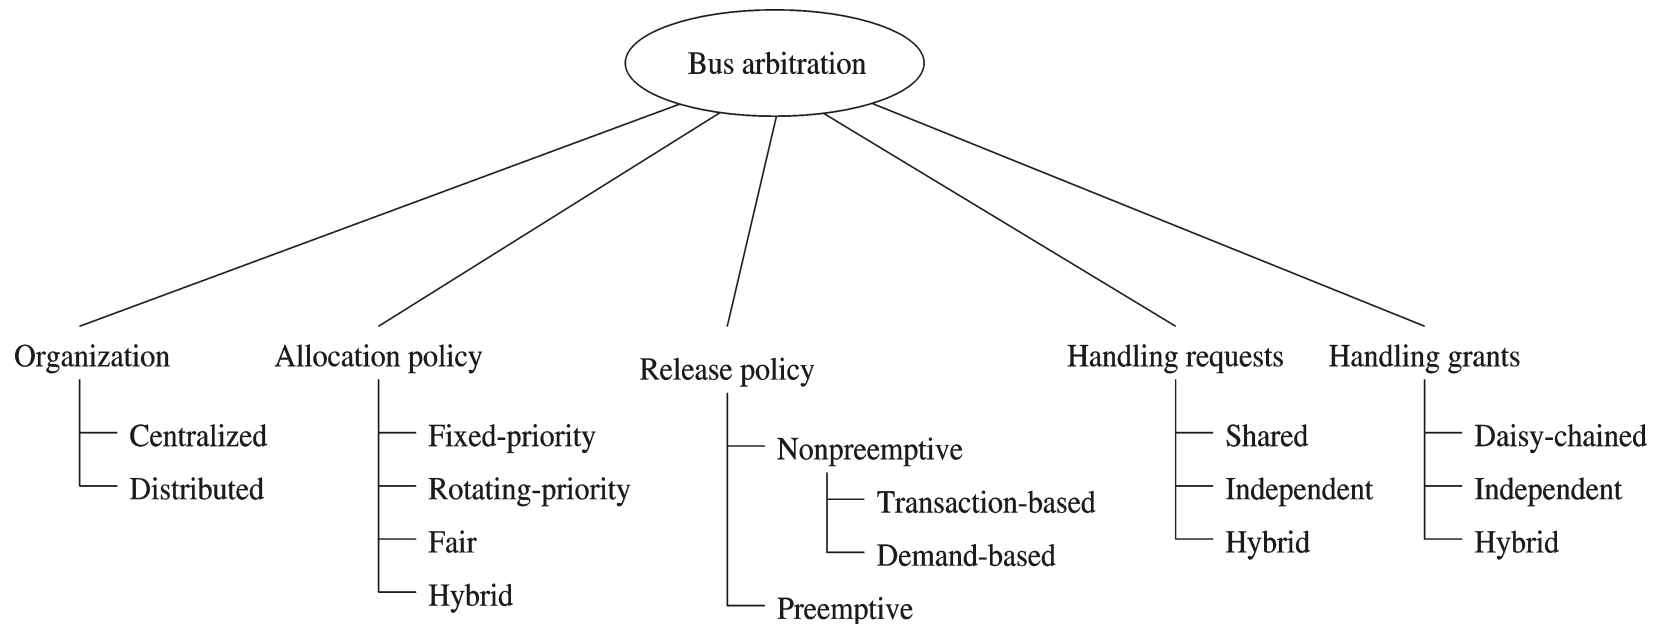 Bus arbitration
Organization
Centralized
Distributed
Allocation policy
Fixed-priority
Rotating-priority
Fair
Hybrid
Release policy
Nonpreemptive
Transaction-based
Demand-based
Preemptive
Handling requests
Shared
Independent
Hybrid
Handling grants
Daisy-chained
Independent
Hybrid